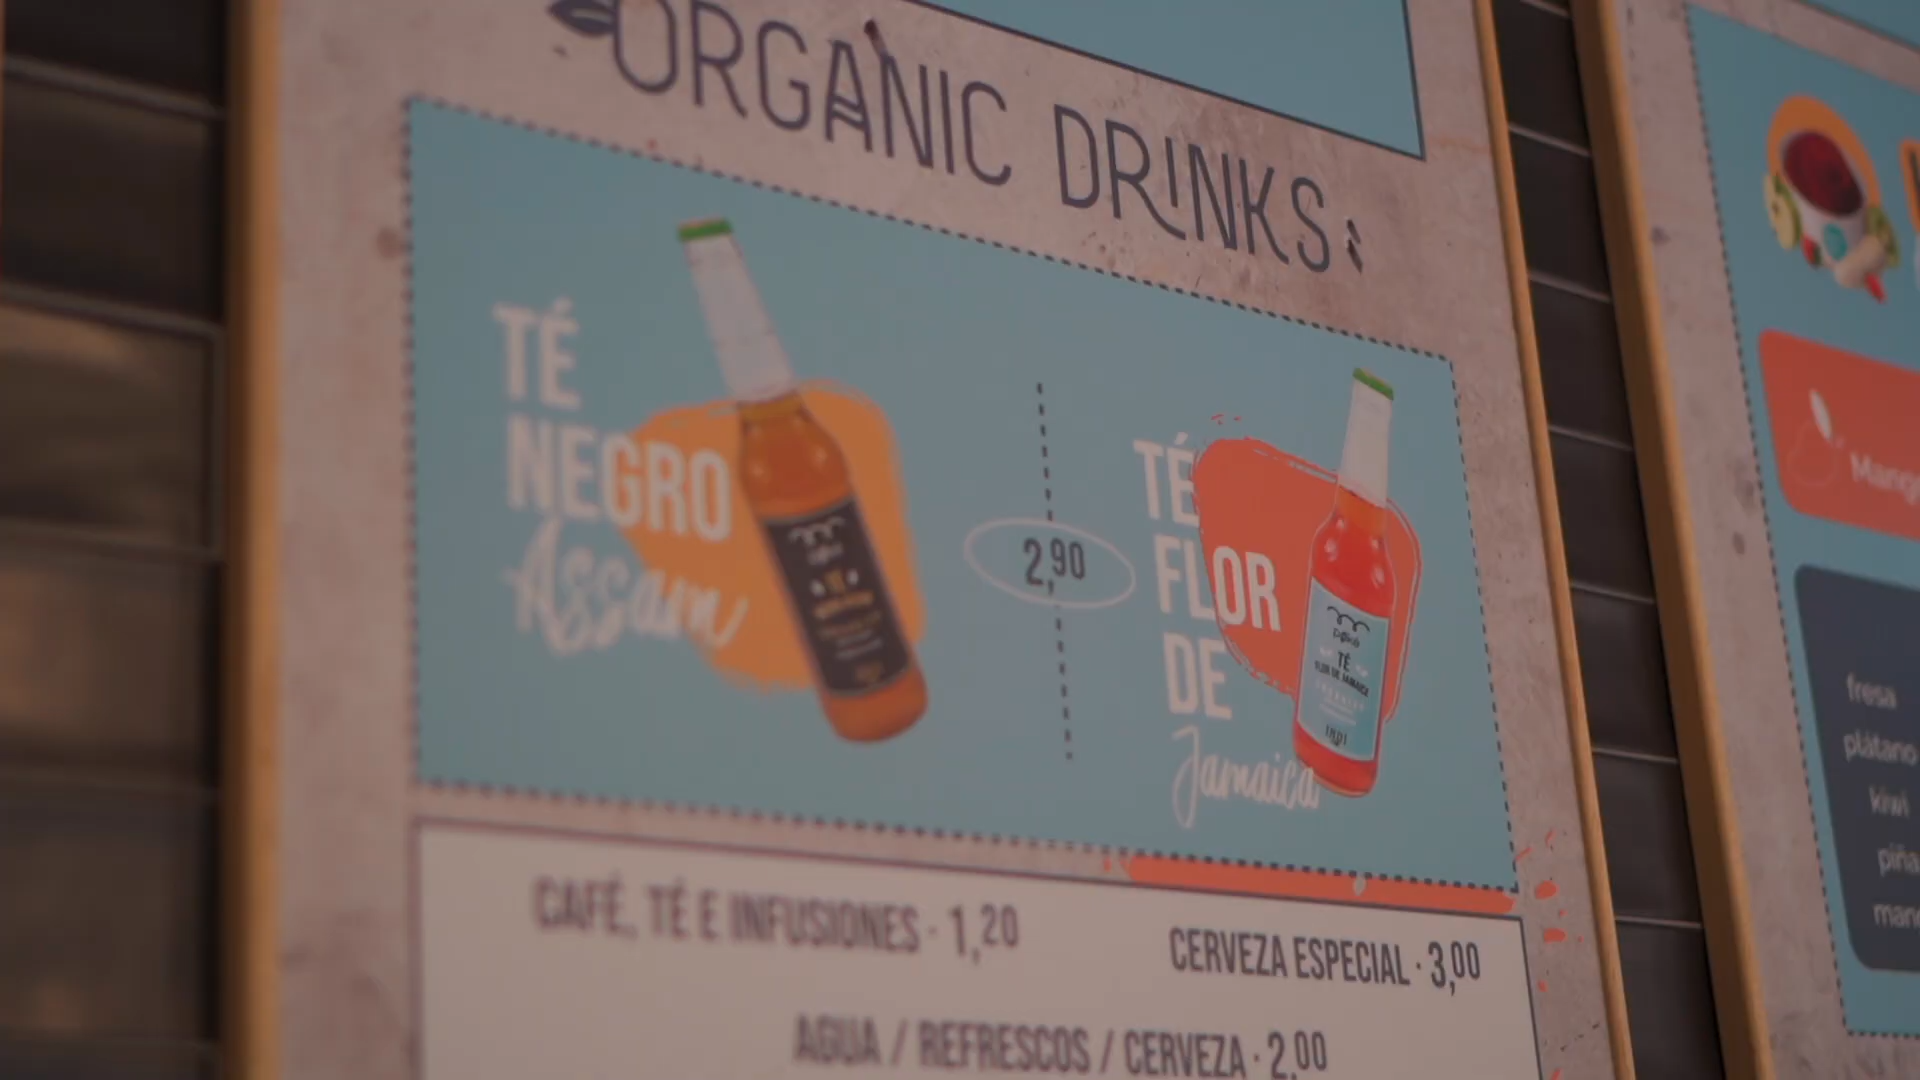 ORGANIC DRINKS
TÉ
NEGRO
Assam
2,90
TÉ
FLOR
DE
Jamaica
TÉ
FLOR DE JAMAICA
CAFÉ, TÉ E INFUSIONES · 1,20
CERVEZA ESPECIAL · 3,00
AGUA / REFRESCOS / CERVEZA · 2,00
fresa
plátano
kiwi
piña